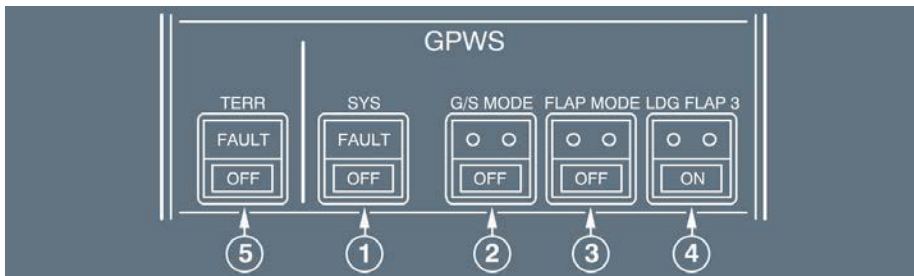 GPWS
TERR SYS G/S MODE FLAP MODE LDG FLAP 3
FAULT FAULT
OFF OFF OFF OFF ON
5 1 2 3 4